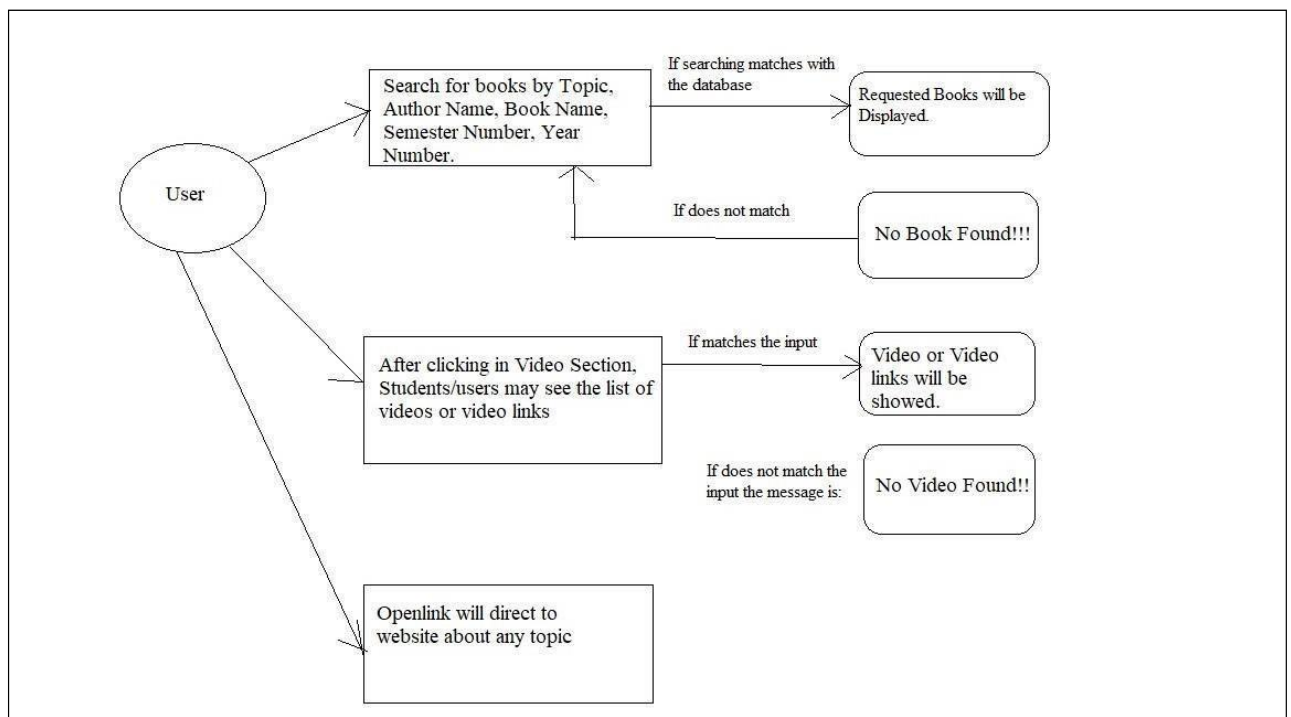 User
Search for books by Topic,
Author Name, Book Name,
Semester Number, Year
Number.
If searching matches with
the database
Requested Books will be
Displayed.
If does not match
No Book Found!!!
After clicking in Video Section,
Students/users may see the list of
videos or video links
If matches the input
Video or Video
links will be
showed.
If does not match the
input the message is:
No Video Found!!
Openlink will direct to
website about any topic